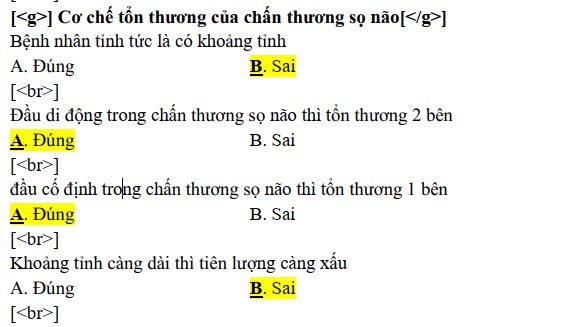 [<g>] Cơ chế tổn thương của chấn thương sọ não[</g>]
Bệnh nhân tỉnh tức là có khoảng tỉnh
A. Đúng B. Sai
[<br>]
Đầu di động trong chấn thương sọ não thì tổn thương 2 bên
A. Đúng B. Sai
[<br>]
đầu cố định trong chấn thương sọ não thì tổn thương 1 bên
A. Đúng B. Sai
[<br>]
Khoảng tỉnh càng dài thì tiên lượng càng xấu
A. Đúng B. Sai
[<br>]